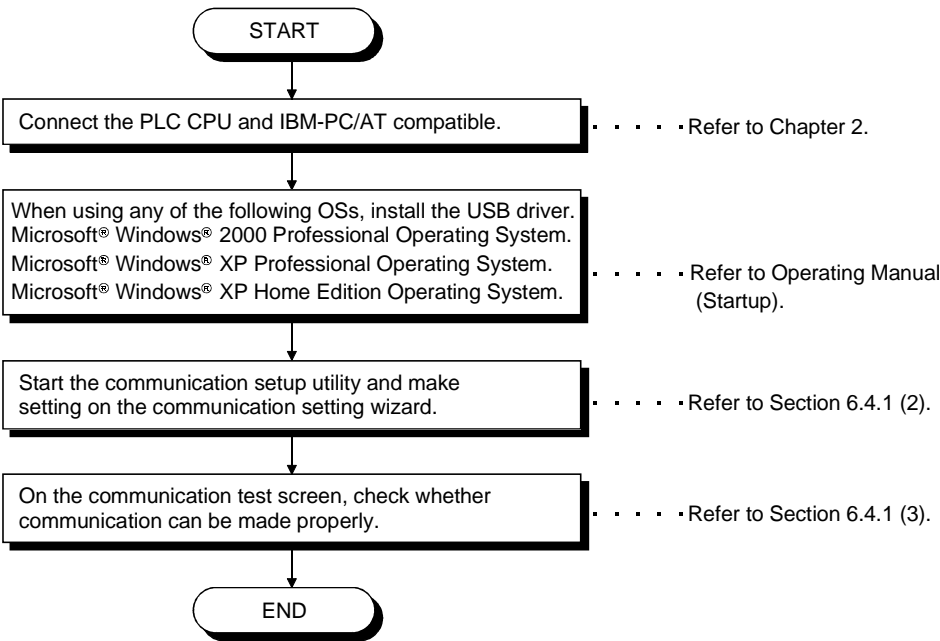 START
Connect the PLC CPU and IBM-PC/AT compatible.
Refer to Chapter 2.
When using any of the following OSs, install the USB driver.
Microsoft® Windows® 2000 Professional Operating System.
Microsoft® Windows® XP Professional Operating System.
Microsoft® Windows® XP Home Edition Operating System.
Refer to Operating Manual
(Startup).
Start the communication setup utility and make
setting on the communication setting wizard.
Refer to Section 6.4.1 (2).
On the communication test screen, check whether
communication can be made properly.
Refer to Section 6.4.1 (3).
END